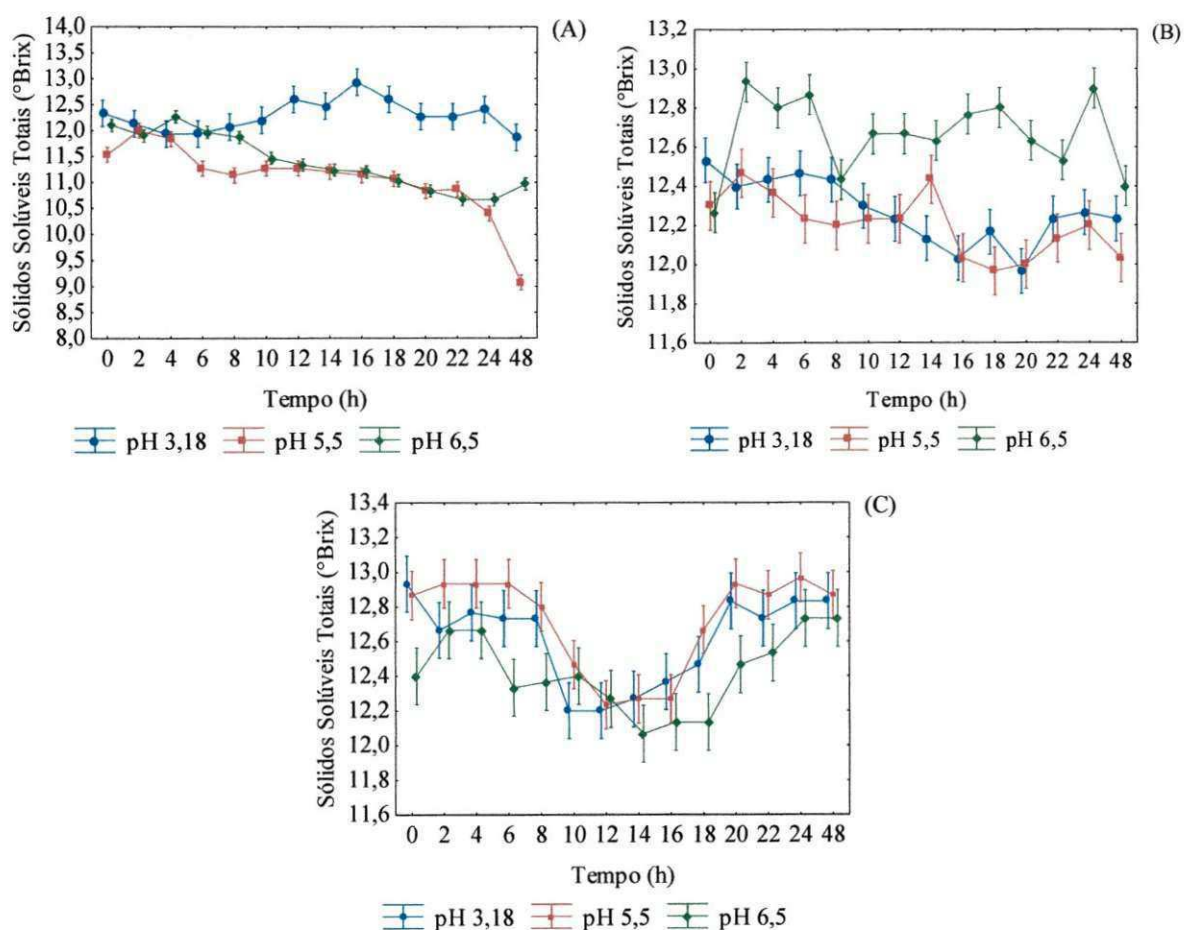 (A)
Sólidos Solúveis Totais (°Brix)
14,0
13,5
13,0
12,5
12,0
11,5
11,0
10,5
10,0
9,5
9,0
8,5
8,0
0 2 4 6 8 10 12 14 16 18 20 22 24 48
Tempo (h)
pH 3,18 pH 5,5 pH 6,5
(B)
Sólidos Solúveis Totais (°Brix)
13,2
13,0
12,8
12,6
12,4
12,2
12,0
11,8
11,6
0 2 4 6 8 10 12 14 16 18 20 22 24 48
Tempo (h)
pH 3,18 pH 5,5 pH 6,5
(C)
Sólidos Solúveis Totais (°Brix)
13,4
13,2
13,0
12,8
12,6
12,4
12,2
12,0
11,8
11,6
0 2 4 6 8 10 12 14 16 18 20 22 24 48
Tempo (h)
pH 3,18 pH 5,5 pH 6,5